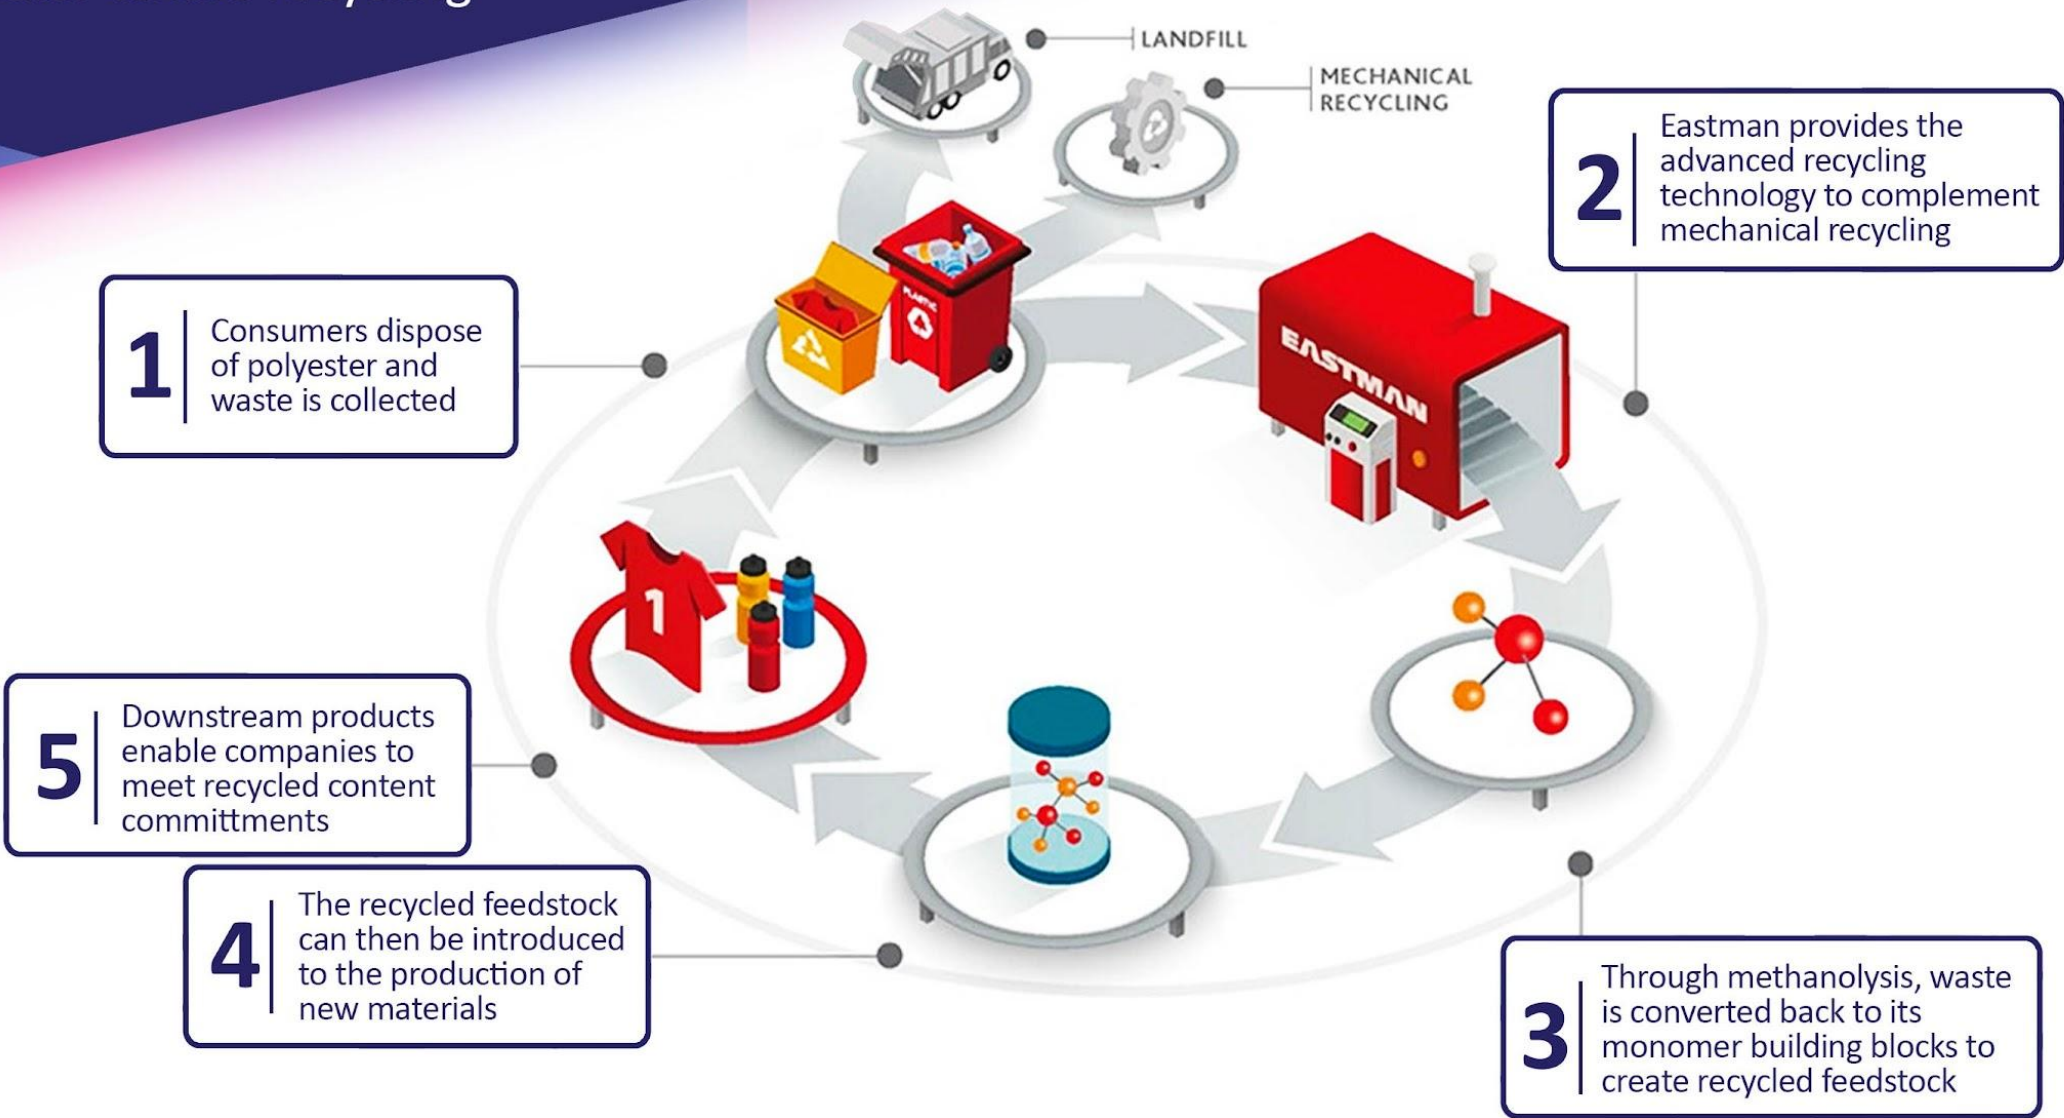 LANDFILL
MECHANICAL
RECYCLING
1
Consumers dispose
of polyester and
waste is collected
2
Eastman provides the
advanced recycling
technology to complement
mechanical recycling
PLASTIC
EASTMAN
1
5
Downstream products
enable companies to
meet recycled content
committments
4
The recycled feedstock
can then be introduced
to the production of
new materials
3
Through methanolysis, waste
is converted back to its
monomer building blocks to
create recycled feedstock